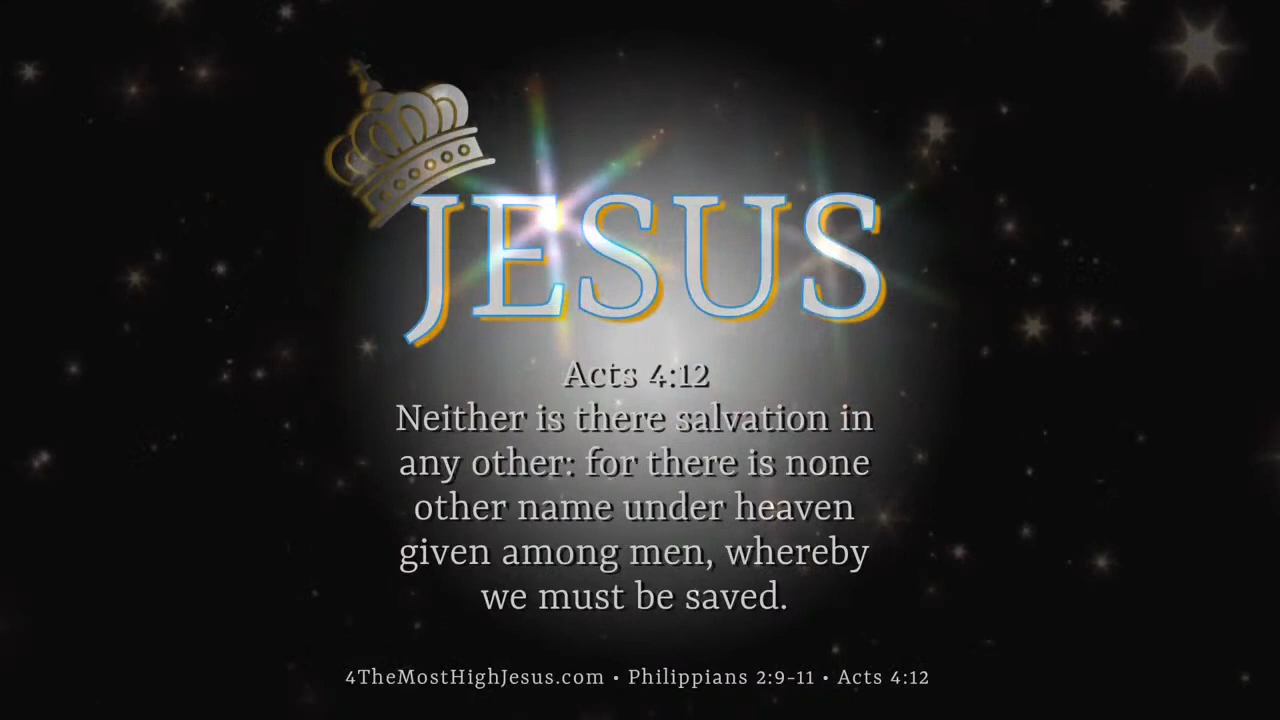 JESUS
Acts 4:12
Neither is there salvation in
any other: for there is none
other name under heaven
given among men, whereby
we must be saved.
4TheMostHighJesus.com • Philippians 2:9-11 • Acts 4:12